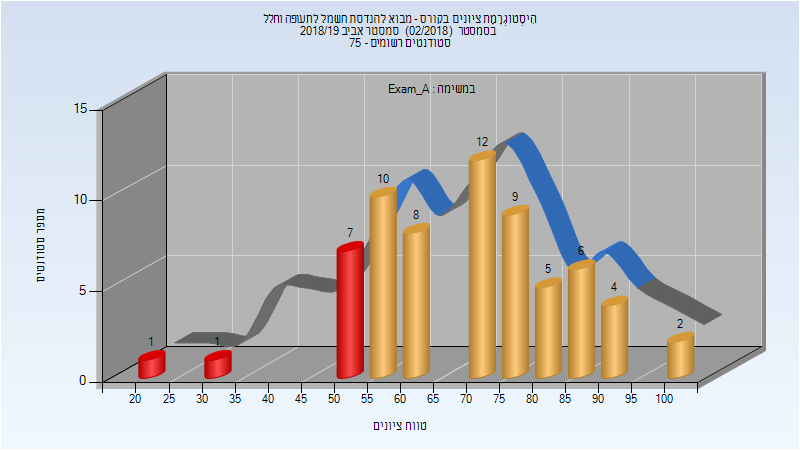 הִיסְטוֹגְרָמַת ציונים בקורס - מבוא להנדסת חשמל לתעופה וחלל
בסמסטר (02/2018) סמסטר אביב 2018/19
סטודנטים רשומים - 75
במשימה : Exam_A
מספר סטודנטים
15
10
5
0
1
1
7
10
8
12
9
5
6
4
2
20 25 30 35 40 45 50 55 60 65 70 75 80 85 90 95 100
טווח ציונים